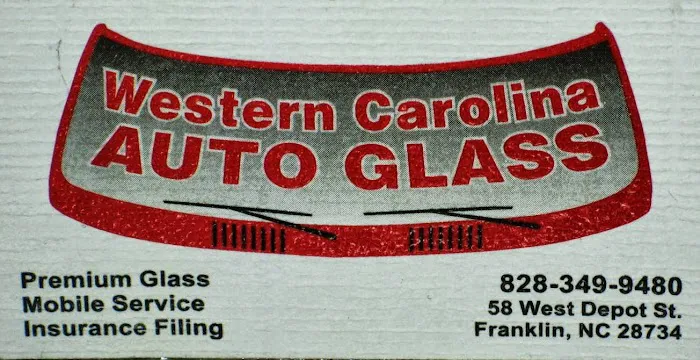 Western Carolina
AUTO GLASS
Premium Glass
Mobile Service
Insurance Filing
828-349-9480
58 West Depot St.
Franklin, NC 28734